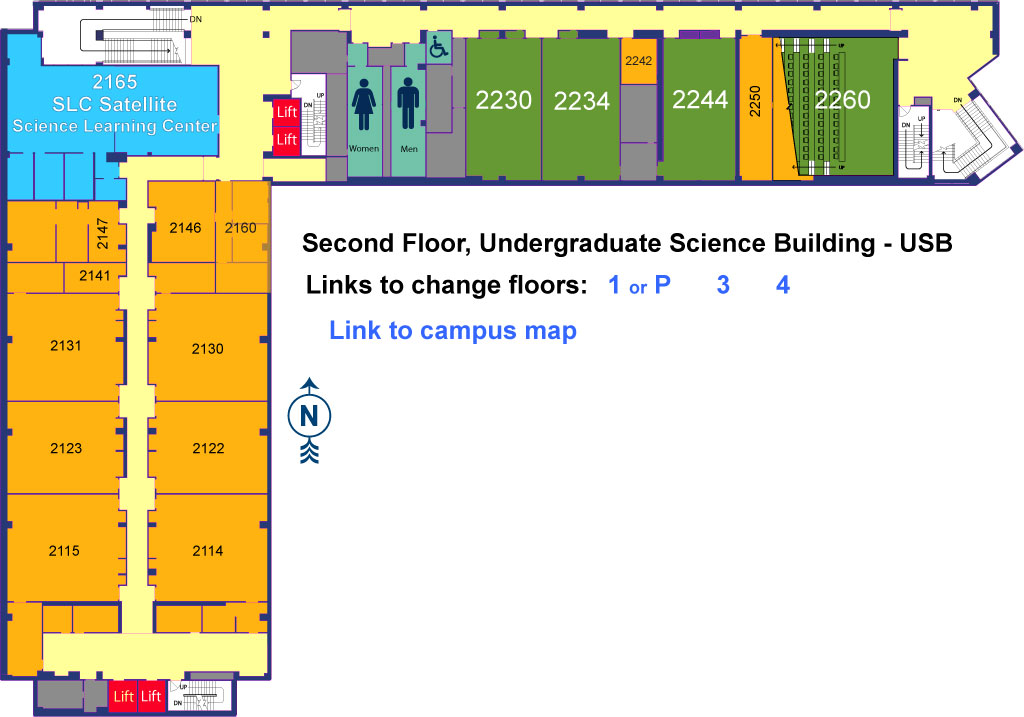 DN
2165
SLC Satellite
Science Learning Center
Lift
Lift
DN
UP
Women
Men
2230
2234
2242
2244
2250
2260
UP
UP
DN
UP
DN
2147
2146
2160
2141
Second Floor, Undergraduate Science Building - USB
Links to change floors: 1 or P 3 4
Link to campus map
2131
2130
N
2123
2122
2115
2114
Lift
Lift
UP
DN